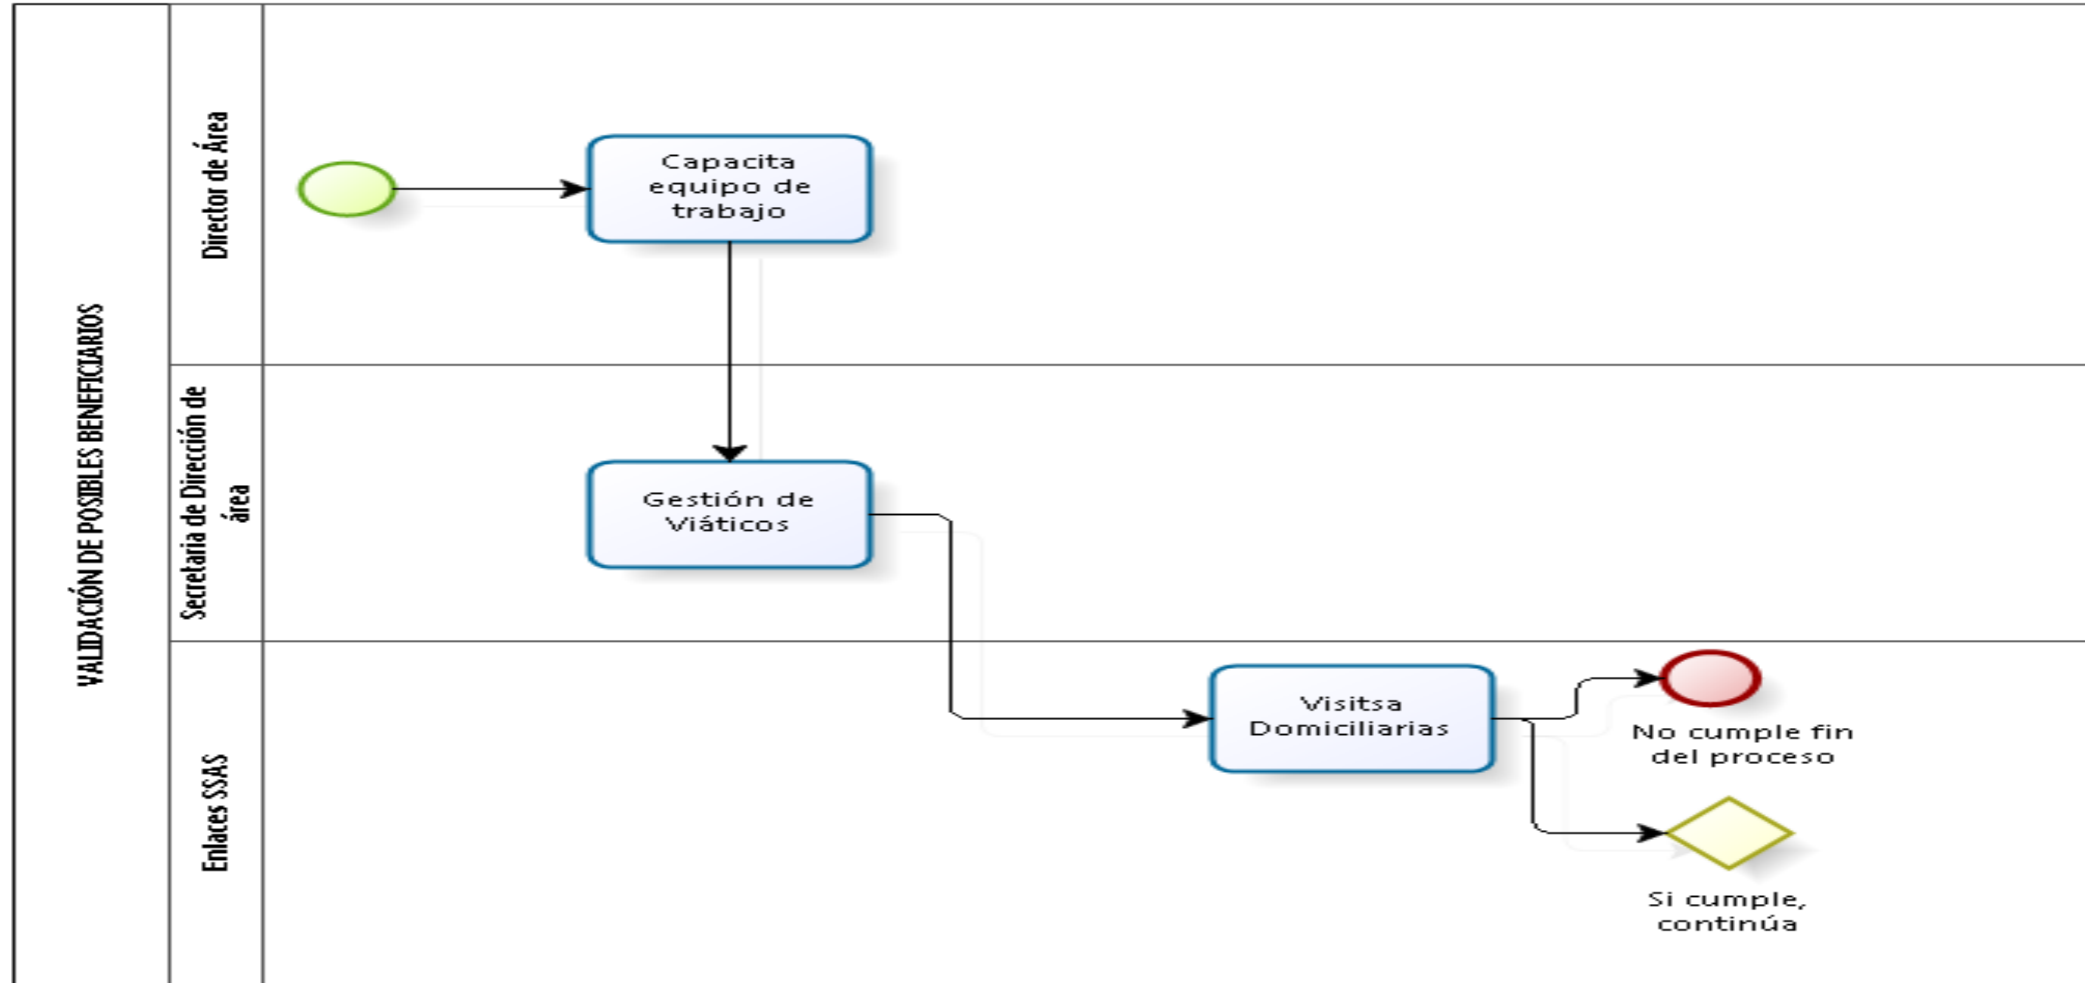 VALIDACIÓN DE POSIBLES BENEFICIARIOS
Director de Área
Capacita
equipo de
trabajo
Secretaria de Dirección de
área
Gestión de
Viáticos
Enlaces SSAS
Visitsa
Domiciliarias
No cumple fin
del proceso
Si cumple,
continúa